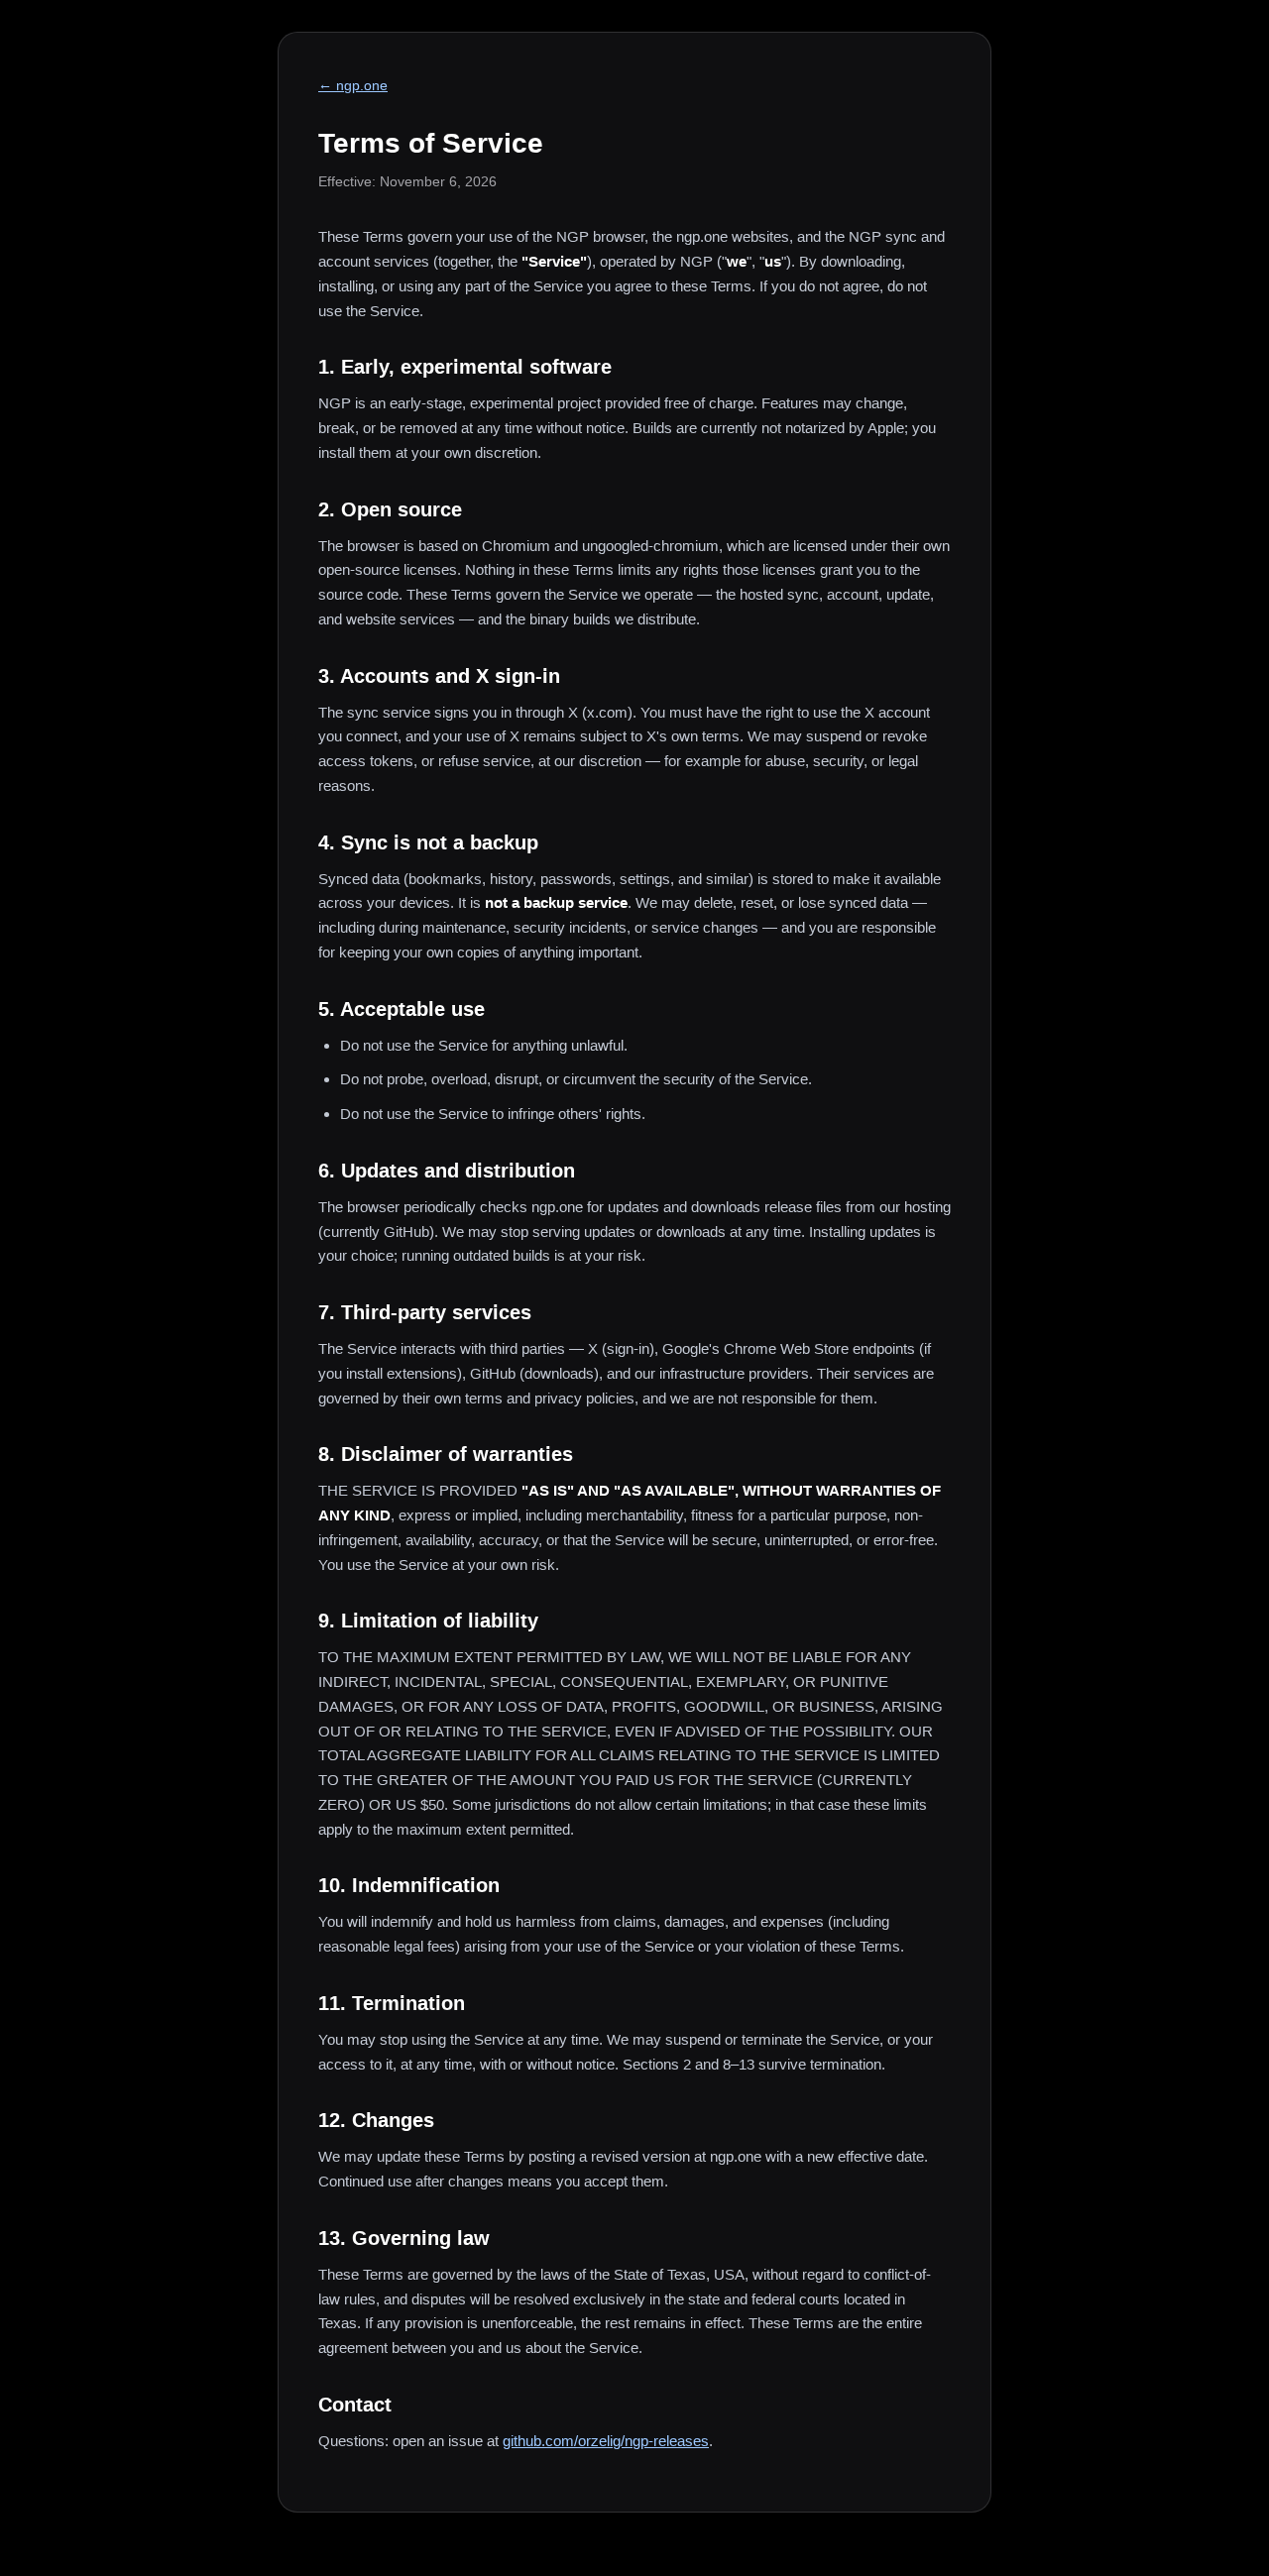 ← ngp.one
Terms of Service
Effective: November 6, 2026
These Terms govern your use of the NGP browser, the ngp.one websites, and the NGP sync and
account services (together, the "Service"), operated by NGP ("we", "us"). By downloading,
installing, or using any part of the Service you agree to these Terms. If you do not agree, do not
use the Service.
1. Early, experimental software
NGP is an early-stage, experimental project provided free of charge. Features may change,
break, or be removed at any time without notice. Builds are currently not notarized by Apple; you
install them at your own discretion.
2. Open source
The browser is based on Chromium and ungoogled-chromium, which are licensed under their own
open-source licenses. Nothing in these Terms limits any rights those licenses grant you to the
source code. These Terms govern the Service we operate — the hosted sync, account, update,
and website services — and the binary builds we distribute.
3. Accounts and X sign-in
The sync service signs you in through X (x.com). You must have the right to use the X account
you connect, and your use of X remains subject to X's own terms. We may suspend or revoke
access tokens, or refuse service, at our discretion — for example for abuse, security, or legal
reasons.
4. Sync is not a backup
Synced data (bookmarks, history, passwords, settings, and similar) is stored to make it available
across your devices. It is not a backup service. We may delete, reset, or lose synced data —
including during maintenance, security incidents, or service changes — and you are responsible
for keeping your own copies of anything important.
5. Acceptable use
• Do not use the Service for anything unlawful.
• Do not probe, overload, disrupt, or circumvent the security of the Service.
• Do not use the Service to infringe others' rights.
6. Updates and distribution
The browser periodically checks ngp.one for updates and downloads release files from our hosting
(currently GitHub). We may stop serving updates or downloads at any time. Installing updates is
your choice; running outdated builds is at your risk.
7. Third-party services
The Service interacts with third parties — X (sign-in), Google's Chrome Web Store endpoints (if
you install extensions), GitHub (downloads), and our infrastructure providers. Their services are
governed by their own terms and privacy policies, and we are not responsible for them.
8. Disclaimer of warranties
THE SERVICE IS PROVIDED "AS IS" AND "AS AVAILABLE", WITHOUT WARRANTIES OF
ANY KIND, express or implied, including merchantability, fitness for a particular purpose, non-
infringement, availability, accuracy, or that the Service will be secure, uninterrupted, or error-free.
You use the Service at your own risk.
9. Limitation of liability
TO THE MAXIMUM EXTENT PERMITTED BY LAW, WE WILL NOT BE LIABLE FOR ANY
INDIRECT, INCIDENTAL, SPECIAL, CONSEQUENTIAL, EXEMPLARY, OR PUNITIVE
DAMAGES, OR FOR ANY LOSS OF DATA, PROFITS, GOODWILL, OR BUSINESS, ARISING
OUT OF OR RELATING TO THE SERVICE, EVEN IF ADVISED OF THE POSSIBILITY. OUR
TOTAL AGGREGATE LIABILITY FOR ALL CLAIMS RELATING TO THE SERVICE IS LIMITED
TO THE GREATER OF THE AMOUNT YOU PAID US FOR THE SERVICE (CURRENTLY
ZERO) OR US $50. Some jurisdictions do not allow certain limitations; in that case these limits
apply to the maximum extent permitted.
10. Indemnification
You will indemnify and hold us harmless from claims, damages, and expenses (including
reasonable legal fees) arising from your use of the Service or your violation of these Terms.
11. Termination
You may stop using the Service at any time. We may suspend or terminate the Service, or your
access to it, at any time, with or without notice. Sections 2 and 8–13 survive termination.
12. Changes
We may update these Terms by posting a revised version at ngp.one with a new effective date.
Continued use after changes means you accept them.
13. Governing law
These Terms are governed by the laws of the State of Texas, USA, without regard to conflict-of-
law rules, and disputes will be resolved exclusively in the state and federal courts located in
Texas. If any provision is unenforceable, the rest remains in effect. These Terms are the entire
agreement between you and us about the Service.
Contact
Questions: open an issue at github.com/orzelig/ngp-releases.